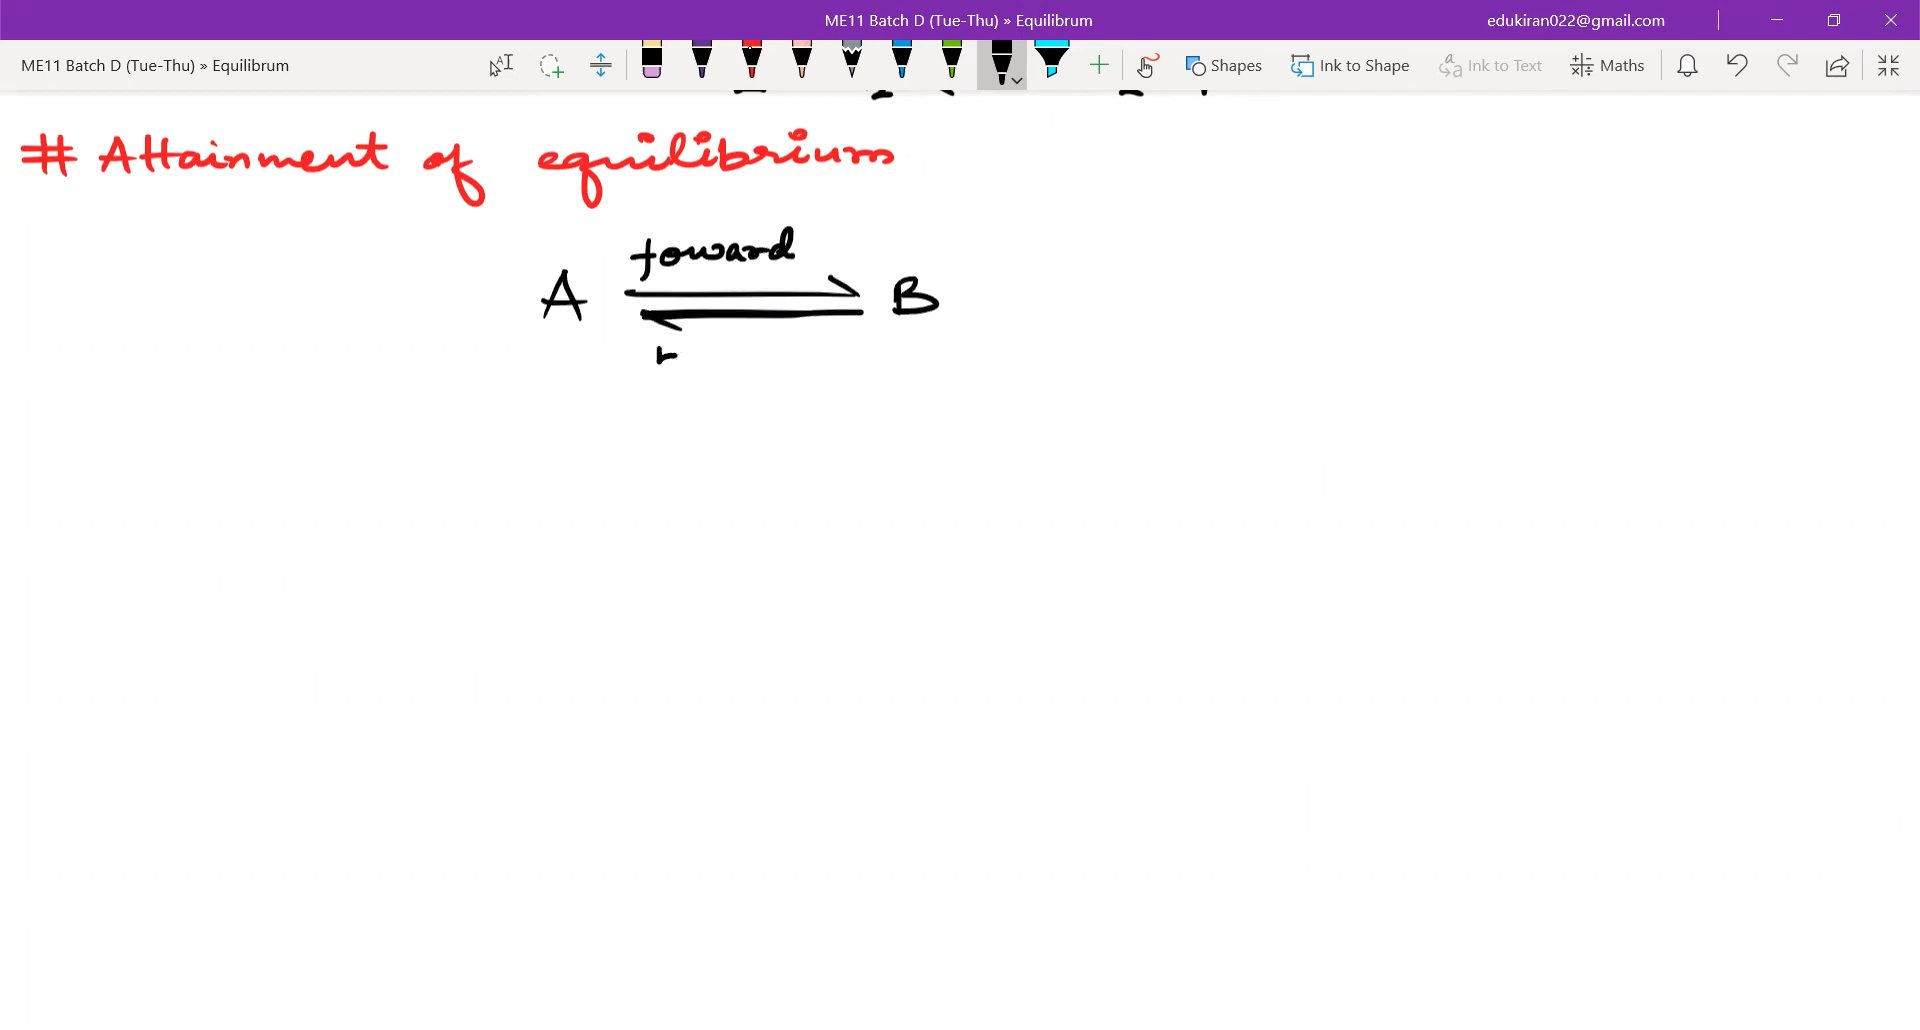 ME11 Batch D (Tue-Thu) » Equilibrum
edukiran022@gmail.com
ME11 Batch D (Tue-Thu) » Equilibrum
Shapes
Ink to Shape
Ink to Text
Maths
# Attainment of equilibrium
forward
A ⇌ B
r